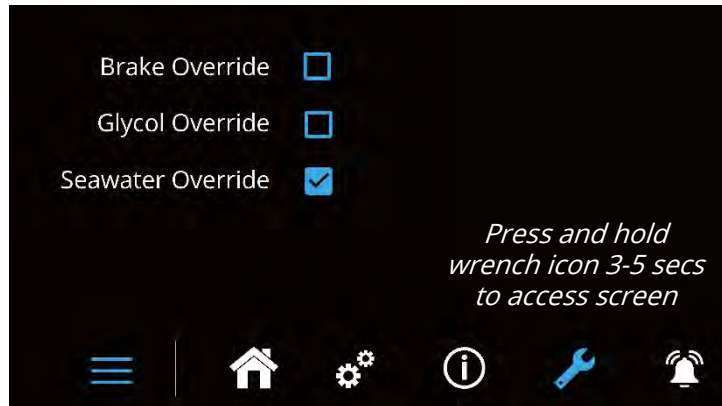 Brake Override
Glycol Override
Seawater Override
Press and hold
wrench icon 3-5 secs
to access screen